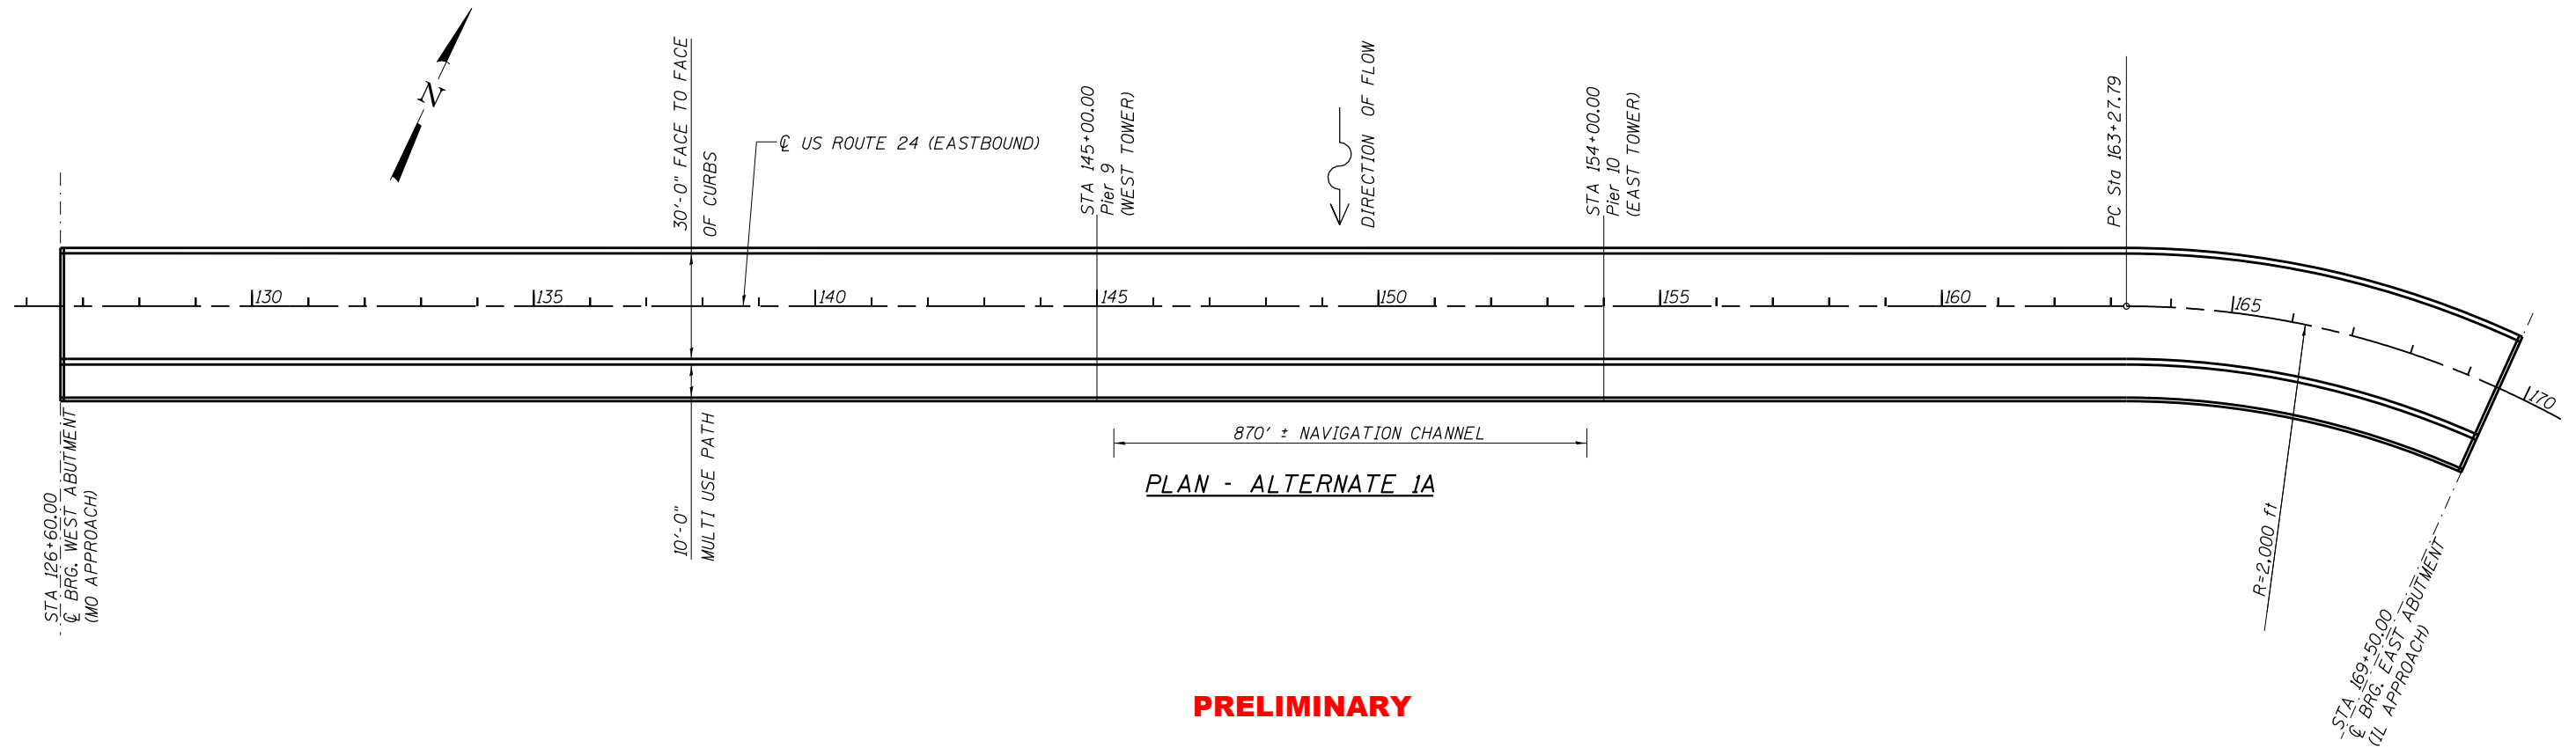 N
30'-0" FACE TO FACE
OF CURBS
℄ US ROUTE 24 (EASTBOUND)
STA 145+00.00
Pier 9
(WEST TOWER)
DIRECTION OF FLOW
STA 154+00.00
Pier 10
(EAST TOWER)
PC Sta 163+27.79
130
135
140
145
150
155
160
165
170
870' ± NAVIGATION CHANNEL
PLAN - ALTERNATE 1A
STA 126+60.00
℄ BRG. WEST ABUTMENT
(MO APPROACH)
10'-0"
MULTI USE PATH
R=2,000 ft
STA 169+50.00
℄ BRG. EAST ABUTMENT
(IL APPROACH)
PRELIMINARY